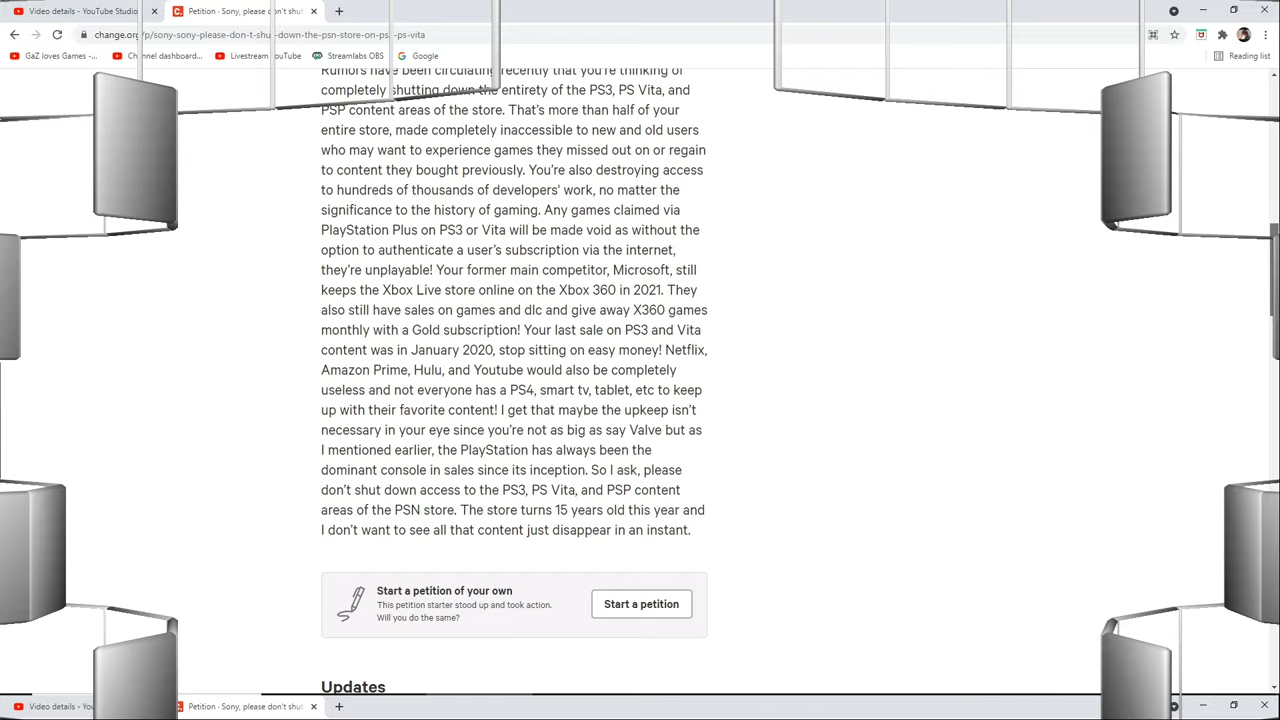 Video details - YouTube Studio
Petition · Sony, please don't shut
change.org/p/sony-sony-please-don-t-shut-down-the-psn-store-on-ps
-ps-vita
GaZ loves Games -...
Channel dashboard...
Livestream
YouTube
Streamlabs OBS
Google
Reading list
Rumors have been circulating recently that you're thinking of
completely shutting down the entirety of the PS3, PS Vita, and
PSP content areas of the store. That's more than half of your
entire store, made completely inaccessible to new and old users
who may want to experience games they missed out on or regain
to content they bought previously. You're also destroying access
to hundreds of thousands of developers' work, no matter the
significance to the history of gaming. Any games claimed via
PlayStation Plus on PS3 or Vita will be made void as without the
option to authenticate a user's subscription via the internet,
they're unplayable! Your former main competitor, Microsoft, still
keeps the Xbox Live store online on the Xbox 360 in 2021. They
also still have sales on games and dlc and give away X360 games
monthly with a Gold subscription! Your last sale on PS3 and Vita
content was in January 2020, stop sitting on easy money! Netflix,
Amazon Prime, Hulu, and Youtube would also be completely
useless and not everyone has a PS4, smart tv, tablet, etc to keep
up with their favorite content! I get that maybe the upkeep isn't
necessary in your eye since you're not as big as say Valve but as
I mentioned earlier, the PlayStation has always been the
dominant console in sales since its inception. So I ask, please
don't shut down access to the PS3, PS Vita, and PSP content
areas of the PSN store. The store turns 15 years old this year and
I don't want to see all that content just disappear in an instant.
Start a petition of your own
This petition starter stood up and took action.
Will you do the same?
Start a petition
Updates
Video details - Yo
Petition · Sony, please don't shut